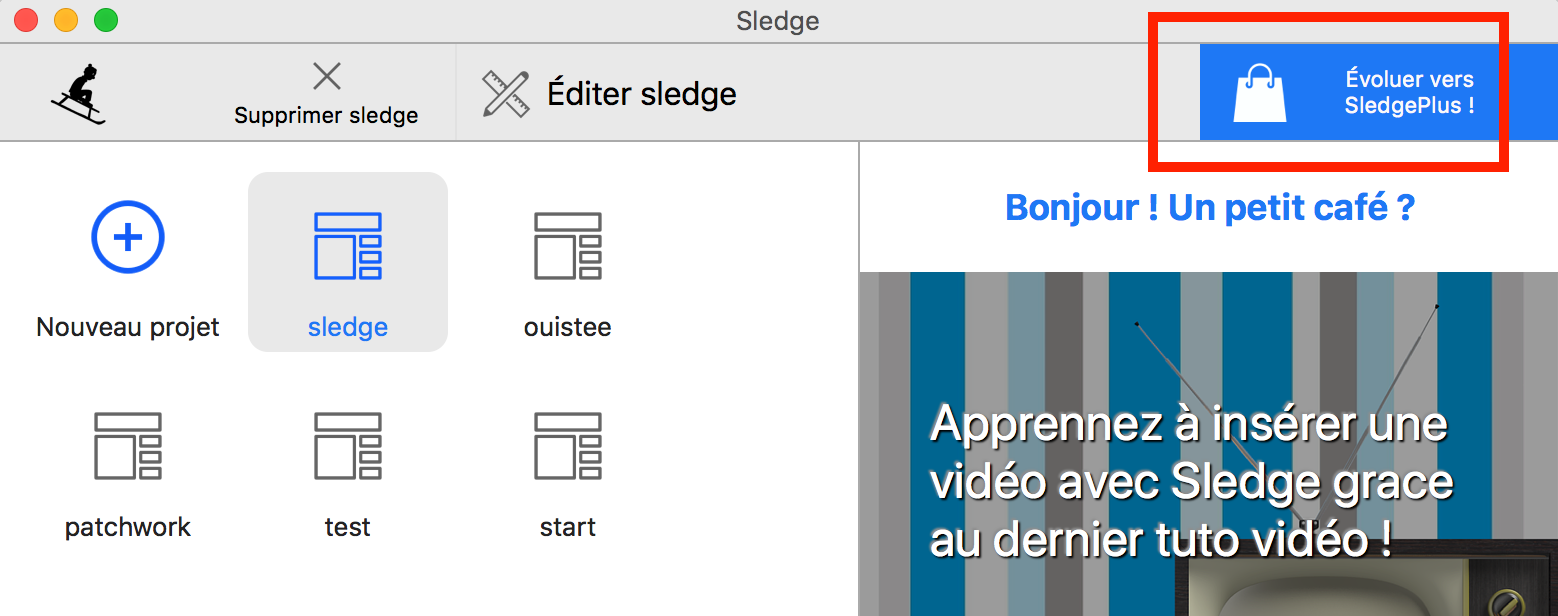 Sledge
Supprimer sledge
Éditer sledge
Évoluer vers
SledgePlus !
Nouveau projet
sledge
ouistee
patchwork
test
start
Bonjour ! Un petit café ?
Apprennez à insérer une
vidéo avec Sledge grace
au dernier tuto vidéo !